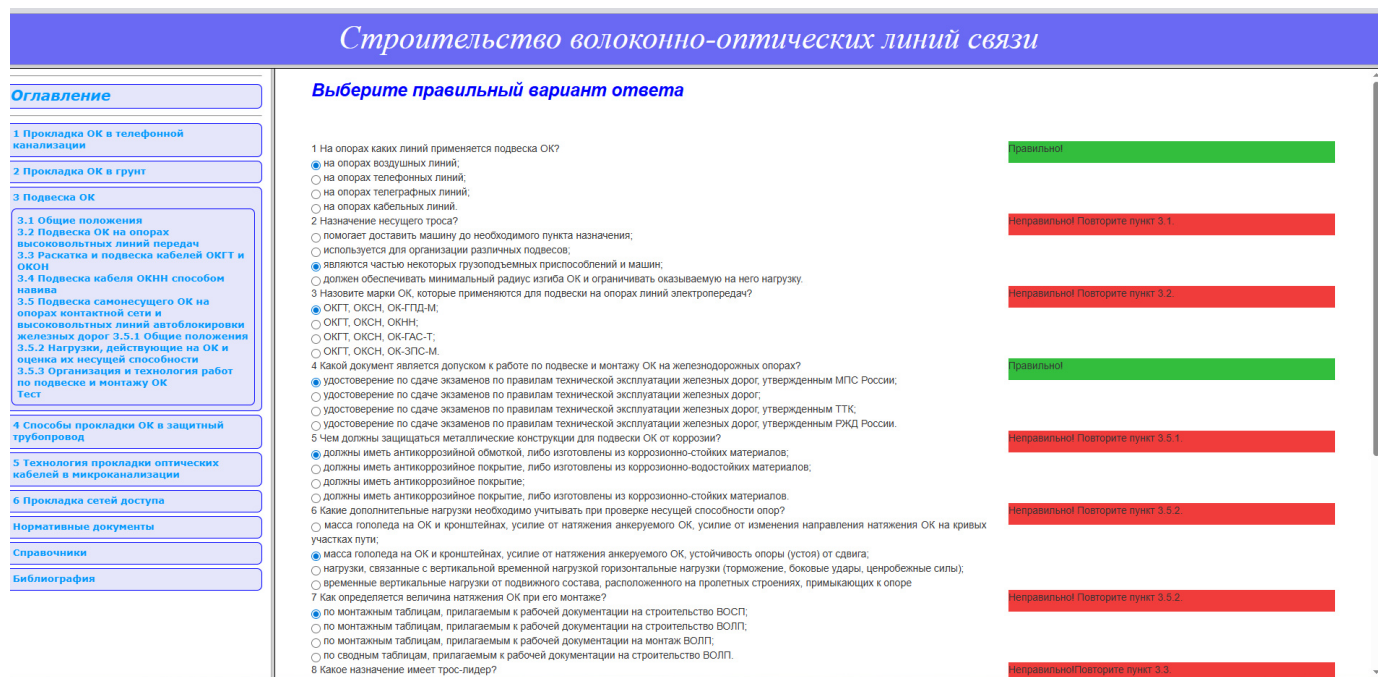 Строительство волоконно-оптических линий связи
Оглавление
1 Прокладка ОК в телефонной
канализации
2 Прокладка ОК в грунт
3 Подвеска ОК
3.1 Общие положения
3.2 Подвеска ОК на опорах
высоковольтных линий передач
3.3 Раскатка и подвеска кабелей ОКГТ и
ОКОН
3.4 Подвеска кабеля ОКНН способом
навива
3.5 Подвеска самонесущего ОК на
опорах контактной сети и
высоковольтных линий автоблокировки
железных дорог 3.5.1 Общие положения
3.5.2 Нагрузки, действующие на ОК и
оценка их несущей способности
3.5.3 Организация и технология работ
по подвеске и монтажу ОК
Тест
4 Способы прокладки ОК в защитный
трубопровод
5 Технология прокладки оптических
кабелей в микроканализации
6 Прокладка сетей доступа
Нормативные документы
Справочники
Библиография
Выберите правильный вариант ответа
1 На опорах каких линий применяется подвеска ОК?
Правильно!
на опорах воздушных линий;
на опорах телефонных линий;
на опорах телеграфных линий;
на опорах кабельных линий.
2 Назначение несущего троса?
Неправильно! Повторите пункт 3.1.
помогает доставить машину до необходимого пункта назначения;
используется для организации различных подвесов;
являются частью некоторых грузоподъемных приспособлений и машин;
должен обеспечивать минимальный радиус изгиба ОК и ограничивать оказываемую на него нагрузку.
3 Назовите марки ОК, которые применяются для подвески на опорах линий электропередач?
Неправильно! Повторите пункт 3.2.
ОКГТ, ОКСН, ОК-ГПД-М;
ОКГТ, ОКСН, ОКНН;
ОКГТ, ОКСН, ОК-ГАС-Т;
ОКГТ, ОКСН, ОК-ЗПС-М.
4 Какой документ является допуском к работе по подвеске и монтажу ОК на железнодорожных опорах?
Правильно!
удостоверение по сдаче экзаменов по правилам технической эксплуатации железных дорог, утвержденным МПС России;
удостоверение по сдаче экзаменов по правилам технической эксплуатации железных дорог;
удостоверение по сдаче экзаменов по правилам технической эксплуатации железных дорог, утвержденным ТТК;
удостоверение по сдаче экзаменов по правилам технической эксплуатации железных дорог, утвержденным РЖД России.
5 Чем должны защищаться металлические конструкции для подвески ОК от коррозии?
Неправильно! Повторите пункт 3.5.1.
должны иметь антикоррозийной обмоткой, либо изготовлены из коррозионно-стойких материалов;
должны иметь антикоррозийное покрытие, либо изготовлены из коррозионно-водостойких материалов;
должны иметь антикоррозийное покрытие;
должны иметь антикоррозийное покрытие, либо изготовлены из коррозионно-стойких материалов.
6 Какие дополнительные нагрузки необходимо учитывать при проверке несущей способности опор?
Неправильно! Повторите пункт 3.5.2.
масса гололеда на ОК и кронштейнах, усилие от натяжения анкеруемого ОК, усилие от изменения направления натяжения ОК на кривых
участках пути;
масса гололеда на ОК и кронштейнах, усилие от натяжения анкеруемого ОК, устойчивость опоры (устоя) от сдвига;
нагрузки, связанные с вертикальной временной нагрузкой горизонтальные нагрузки (торможение, боковые удары, ценробежные силы);
временные вертикальные нагрузки от подвижного состава, расположенного на пролетных строениях, примыкающих к опоре
7 Как определяется величина натяжения ОК при его монтаже?
Неправильно! Повторите пункт 3.5.2.
по монтажным таблицам, прилагаемым к рабочей документации на строительство ВОСП;
по монтажным таблицам, прилагаемым к рабочей документации на строительство ВОЛП;
по монтажным таблицам, прилагаемым к рабочей документации на монтаж ВОЛП;
по сводным таблицам, прилагаемым к рабочей документации на строительство ВОЛП.
8 Какое назначение имеет трос-лидер?
Неправильно!Повторите пункт 3.3.